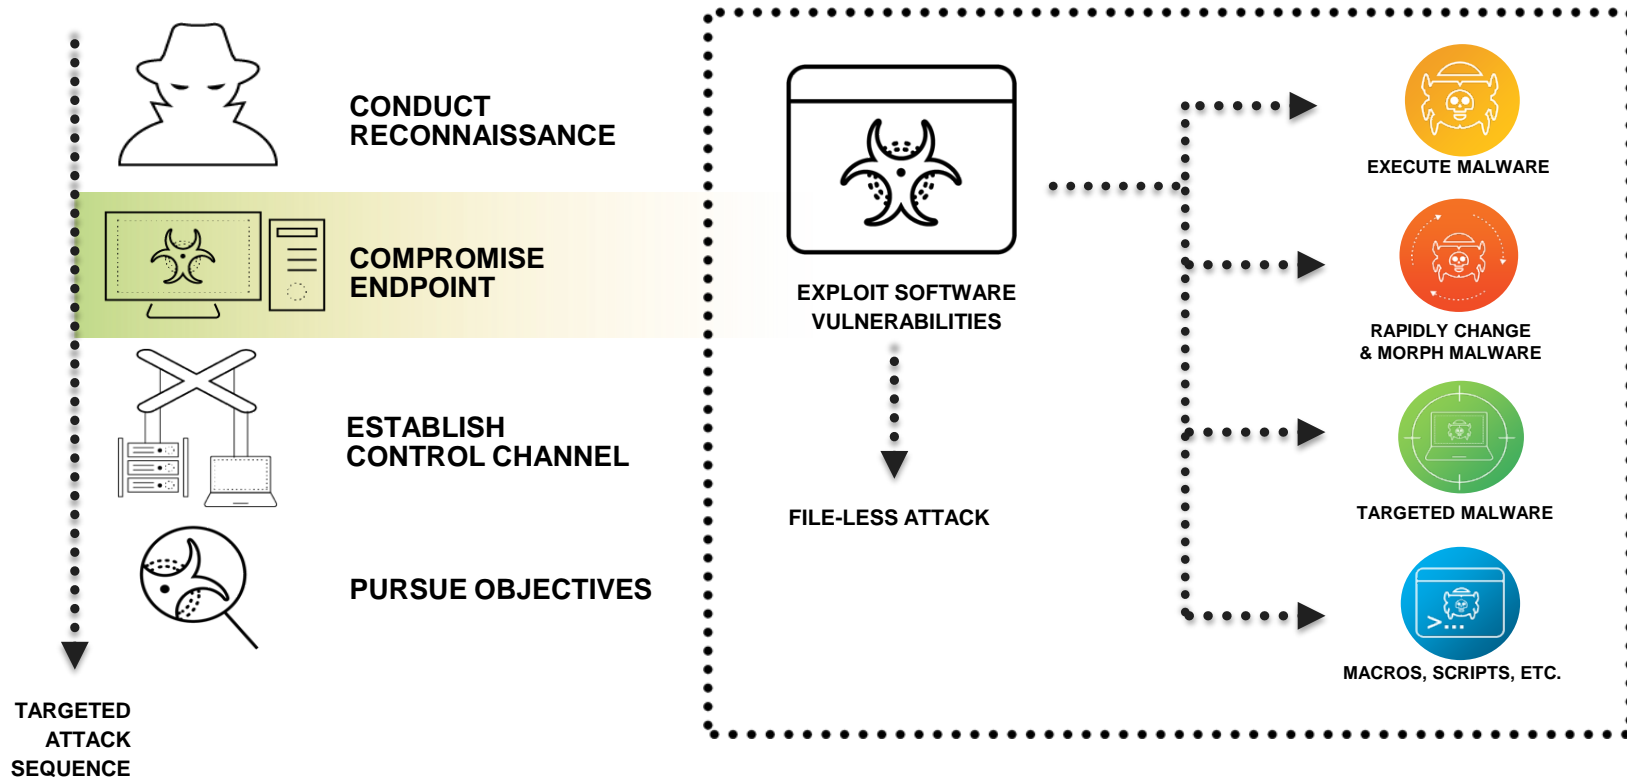 CONDUCT
RECONNAISSANCE
COMPROMISE
ENDPOINT
ESTABLISH
CONTROL CHANNEL
PURSUE OBJECTIVES
TARGETED
ATTACK
SEQUENCE
EXPLOIT SOFTWARE
VULNERABILITIES
FILE-LESS ATTACK
EXECUTE MALWARE
RAPIDLY CHANGE
& MORPH MALWARE
TARGETED MALWARE
>...
MACROS, SCRIPTS, ETC.